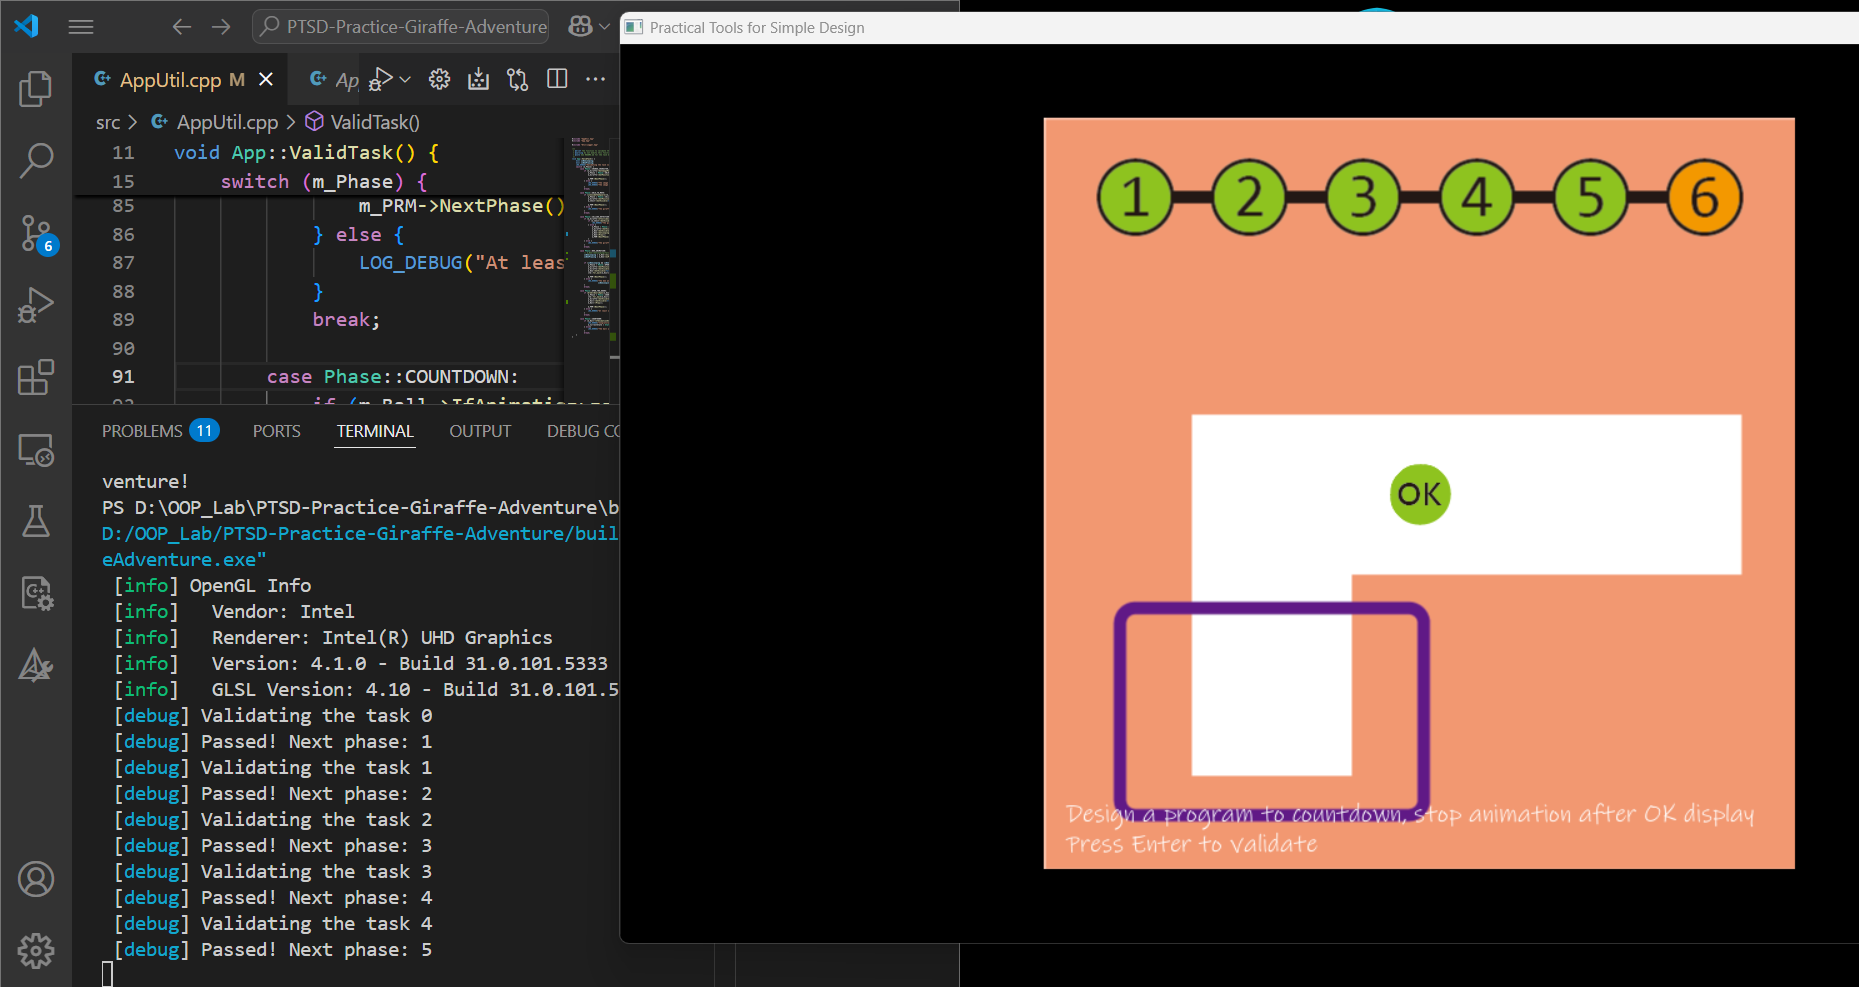 PTSD-Practice-Giraffe-Adventure
Practical Tools for Simple Design
AppUtil.cpp M
src > AppUtil.cpp > ValidTask()
11 void App::ValidTask() {
15 switch (m_Phase) {
85 m_PRM->NextPhase()
86 } else {
87 LOG_DEBUG("At leas
88 }
89 break;
90
91 case Phase::COUNTDOWN:
6
PROBLEMS 11 PORTS TERMINAL OUTPUT DEBUG CO
venture!
PS D:\OOP_Lab\PTSD-Practice-Giraffe-Adventure\b
D:/OOP_Lab/PTSD-Practice-Giraffe-Adventure/buil
eAdventure.exe"
[info] OpenGL Info
[info] Vendor: Intel
[info] Renderer: Intel(R) UHD Graphics
[info] Version: 4.1.0 - Build 31.0.101.5333
[info] GLSL Version: 4.10 - Build 31.0.101.5
[debug] Validating the task 0
[debug] Passed! Next phase: 1
[debug] Validating the task 1
[debug] Passed! Next phase: 2
[debug] Validating the task 2
[debug] Passed! Next phase: 3
[debug] Validating the task 3
[debug] Passed! Next phase: 4
[debug] Validating the task 4
[debug] Passed! Next phase: 5
1 2 3 4 5 6
OK
Design a program to countdown, stop animation after OK display
Press Enter to Validate